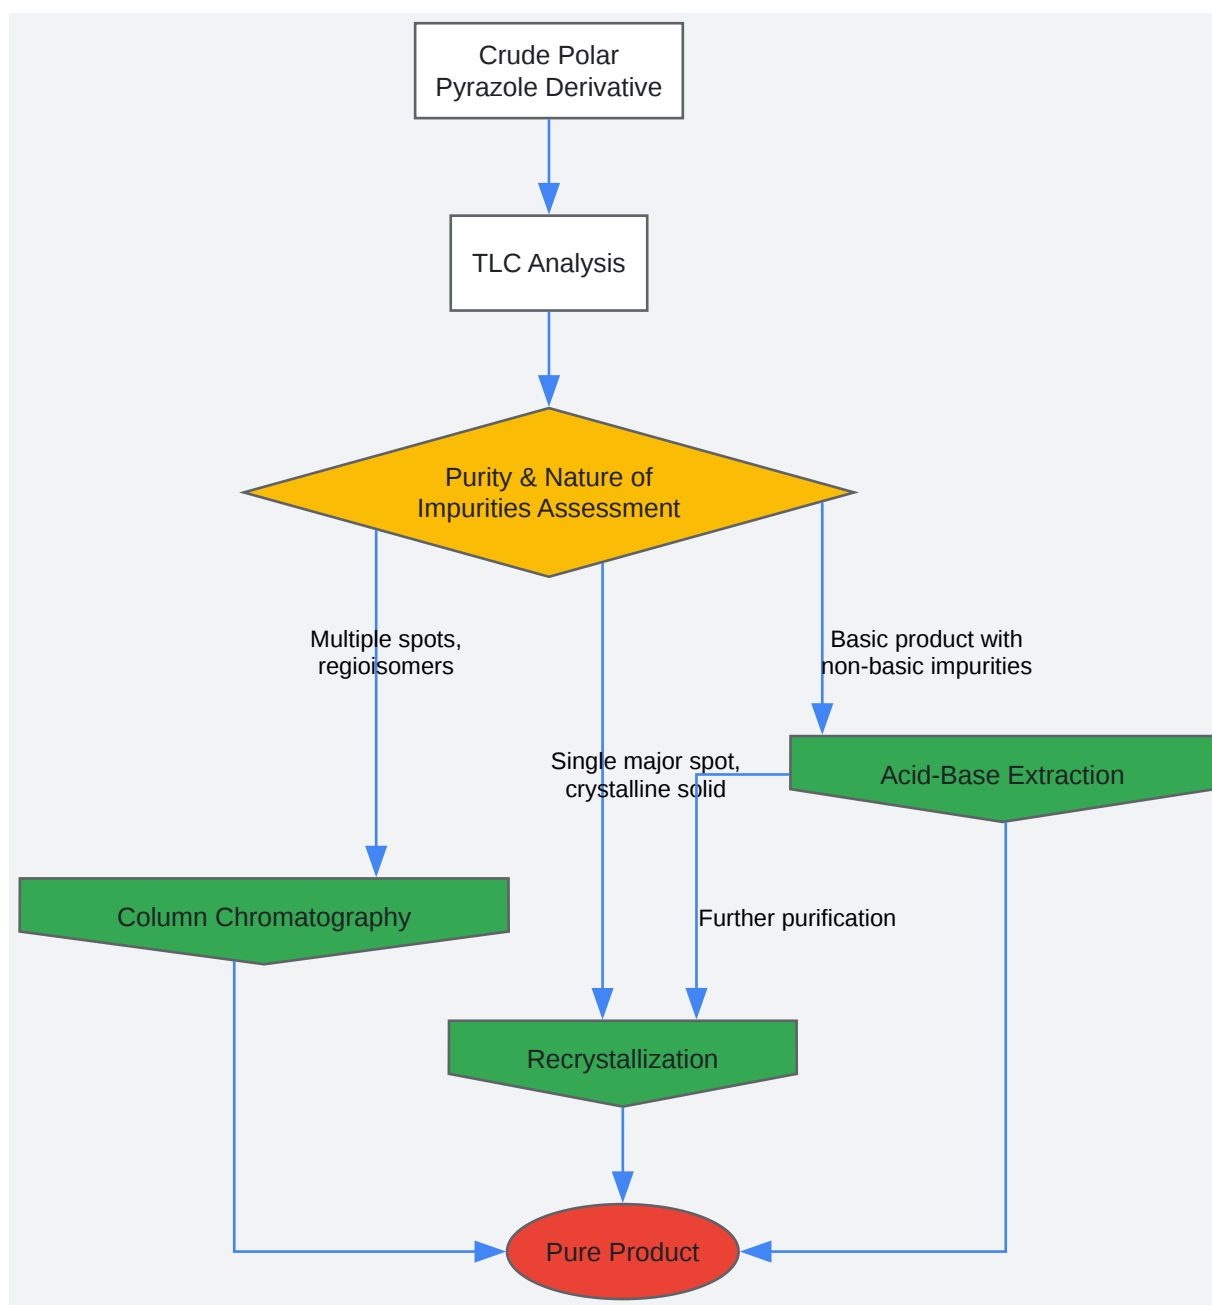 Crude Polar
Pyrazole Derivative
TLC Analysis
Purity & Nature of
Impurities Assessment
Multiple spots,
regioisomers
Basic product with
non-basic impurities
Single major spot,
crystalline solid
Acid-Base Extraction
Column Chromatography
Further purification
Recrystallization
Pure Product